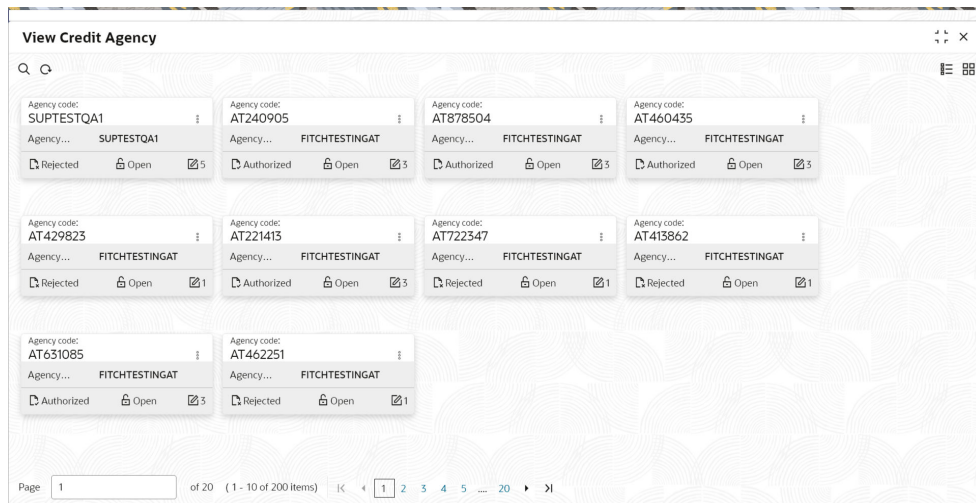 View Credit Agency
Agency code: Agency code: Agency code: Agency code:
SUPTESTQA1 AT240905 AT878504 AT460435
Agency... SUPTESTQA1 Agency... FITCHTESTINGAT Agency... FITCHTESTINGAT Agency... FITCHTESTINGAT
Rejected Open 5 Authorized Open 3 Authorized Open 3 Authorized Open 3
Agency code: Agency code: Agency code: Agency code:
AT429823 AT221413 AT722347 AT413862
Agency... FITCHTESTINGAT Agency... FITCHTESTINGAT Agency... FITCHTESTINGAT Agency... FITCHTESTINGAT
Rejected Open 1 Authorized Open 3 Rejected Open 1 Rejected Open 1
Agency code: Agency code:
AT631085 AT462251
Agency... FITCHTESTINGAT Agency... FITCHTESTINGAT
Authorized Open 3 Rejected Open 1
Page 1 of 20 (1 - 10 of 200 items) 1 2 3 4 5 .... 20